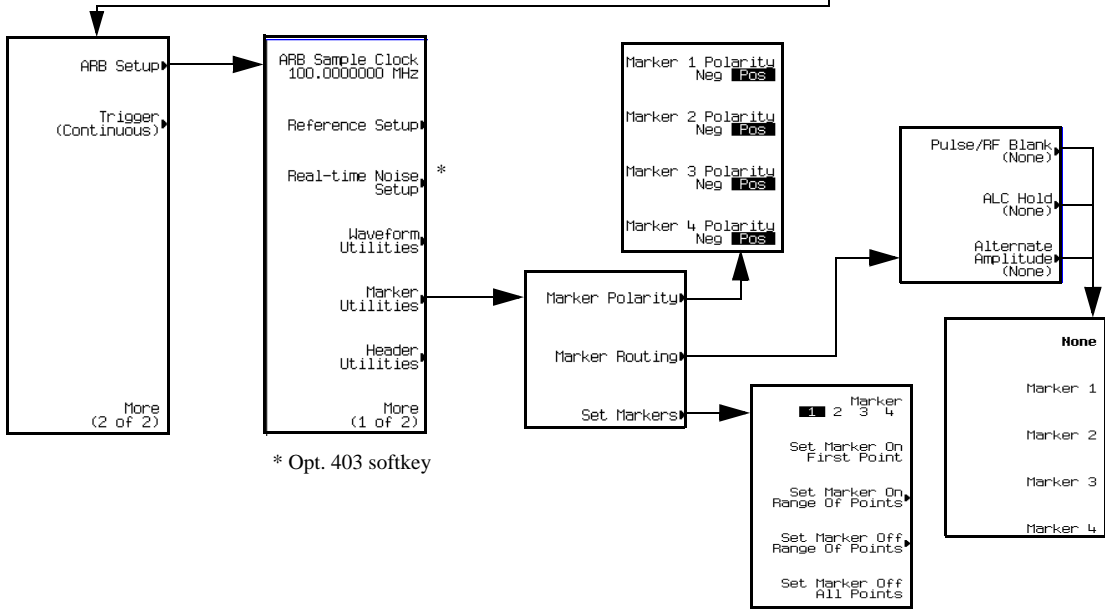 ARB Setup
Trigger
(Continuous)
More
(2 of 2)
ARB Sample Clock
100.0000000 MHz
Reference Setup
Real-time Noise
Setup
*
Waveform
Utilities
Marker
Utilities
Header
Utilities
More
(1 of 2)
* Opt. 403 softkey
Marker 1 Polarity
Neg Pos
Marker 2 Polarity
Neg Pos
Marker 3 Polarity
Neg Pos
Marker 4 Polarity
Neg Pos
Marker Polarity
Marker Routing
Set Markers
Marker
1 2 3 4
Set Marker On
First Point
Set Marker On
Range Of Points
Set Marker Off
Range Of Points
Set Marker Off
All Points
Pulse/RF Blank
(None)
ALC Hold
(None)
Alternate
Amplitude
(None)
None
Marker 1
Marker 2
Marker 3
Marker 4